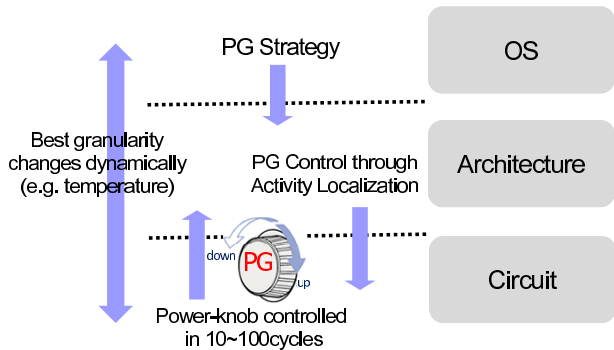 PG Strategy
OS
Best granularity
changes dynamically
(e.g. temperature)
PG Control through
Activity Localization
Architecture
down
PG
up
Circuit
Power-knob controlled
in 10~100cycles